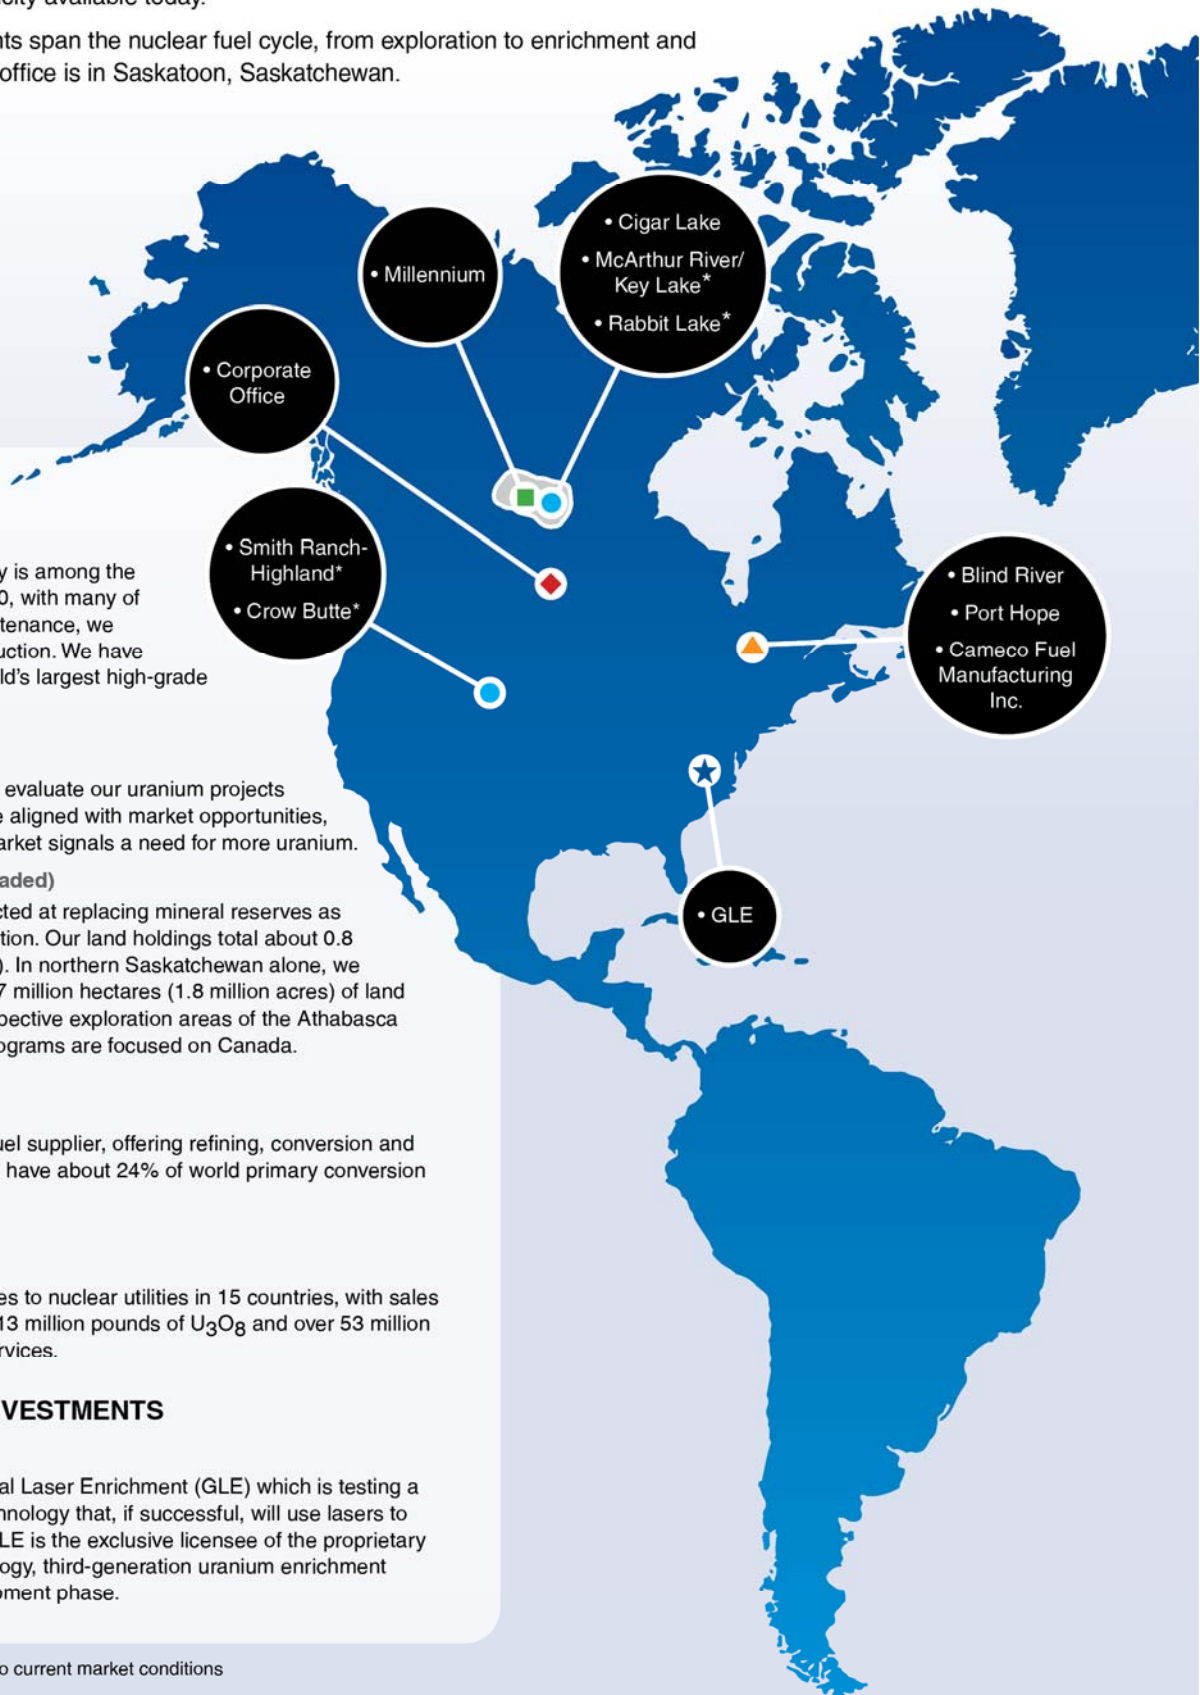 nts span the nuclear fuel cycle, from exploration to enrichment and
office is in Saskatoon, Saskatchewan.
• Cigar Lake
• McArthur River/
Key Lake*
• Rabbit Lake*
• Millennium
• Corporate
Office
• Smith Ranch-
Highland*
• Crow Butte*
• Blind River
• Port Hope
• Cameco Fuel
Manufacturing
Inc.
• GLE
y is among the
0, with many of
tenance, we
uction. We have
ld's largest high-grade
evaluate our uranium projects
e aligned with market opportunities,
arket signals a need for more uranium.
aded)
cted at replacing mineral reserves as
tion. Our land holdings total about 0.8
). In northern Saskatchewan alone, we
7 million hectares (1.8 million acres) of land
spective exploration areas of the Athabasca
ograms are focused on Canada.
uel supplier, offering refining, conversion and
have about 24% of world primary conversion
es to nuclear utilities in 15 countries, with sales
13 million pounds of U3O8 and over 53 million
rvices.
VESTMENTS
al Laser Enrichment (GLE) which is testing a
hnology that, if successful, will use lasers to
LE is the exclusive licensee of the proprietary
ogy, third-generation uranium enrichment
pment phase.
o current market conditions